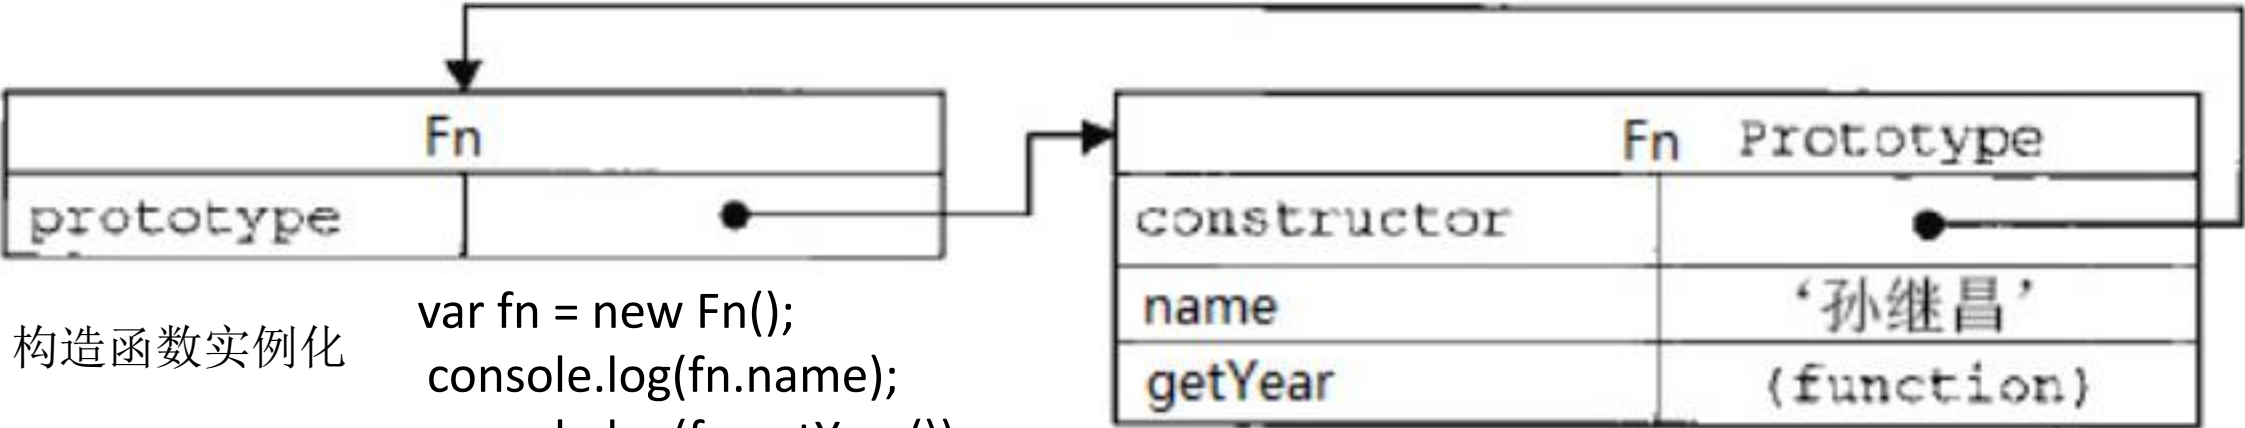 Fn
prototype
Fn Prototype
constructor
name
‘孙继昌’
getYear
(function)
构造函数实例化
var fn = new Fn();
console.log(fn.name);